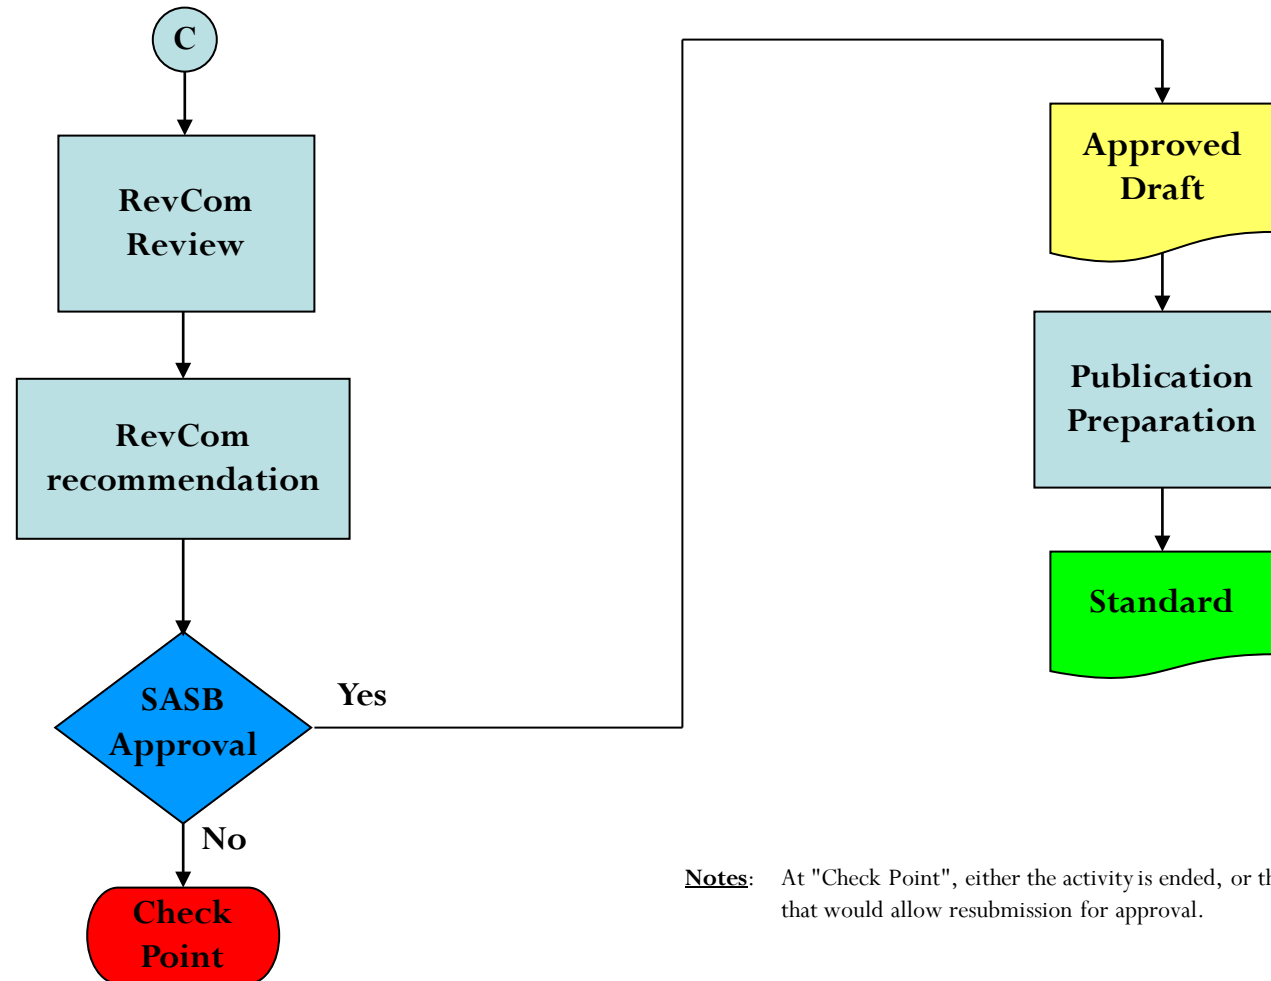 C
RevCom
Review
RevCom
recommendation
SASB
Approval
Yes
No
Check
Point
Approved
Draft
Publication
Preparation
Standard
Notes: At "Check Point", either the activity is ended, or
that would allow resubmission for approval.